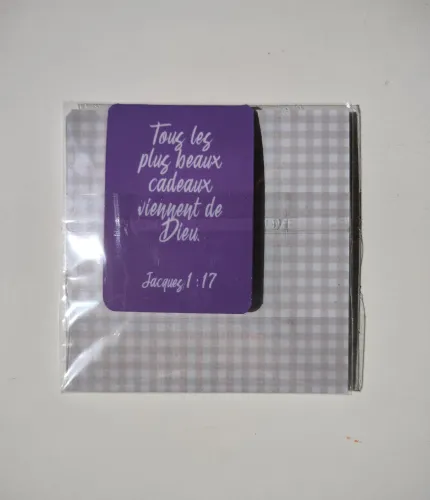 Tous les
plus beaux
cadeaux
viennent de
Dieu.
Jacques 1 : 17